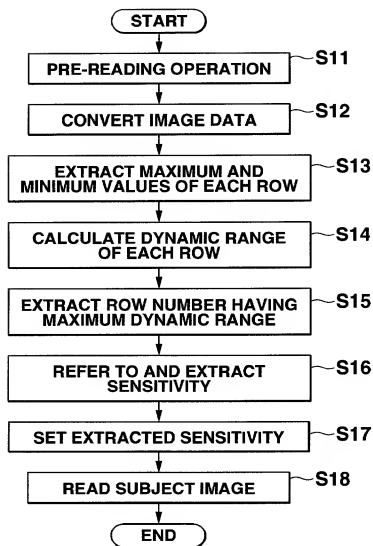 START
PRE-READING OPERATION
S11
CONVERT IMAGE DATA
S12
EXTRACT MAXIMUM AND
MINIMUM VALUES OF EACH ROW
S13
CALCULATE DYNAMIC RANGE
OF EACH ROW
S14
EXTRACT ROW NUMBER HAVING
MAXIMUM DYNAMIC RANGE
S15
REFER TO AND EXTRACT
SENSITIVITY
S16
SET EXTRACTED SENSITIVITY
S17
READ SUBJECT IMAGE
S18
END